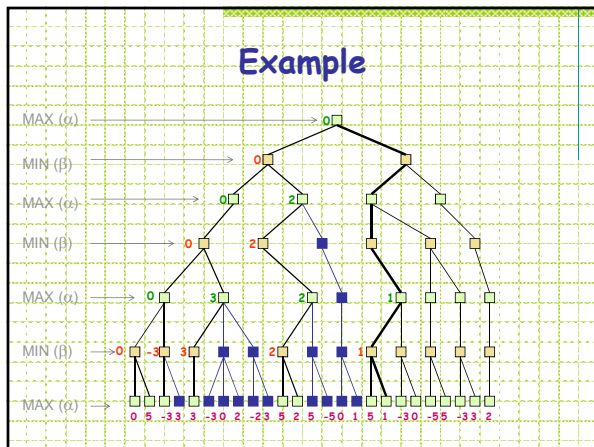 Example
MAX (α) 0
MIN (β) 0
MAX (α) 0 2
MIN (β) 0 2
MAX (α) 0 3 2 1
MIN (β) 0 -3 3 2 1
MAX (α)
0 5 -3 3 3 -3 0 2 -2 3 5 2 5 -5 0 1 5 1 -3 0 -5 5 -3 3 2